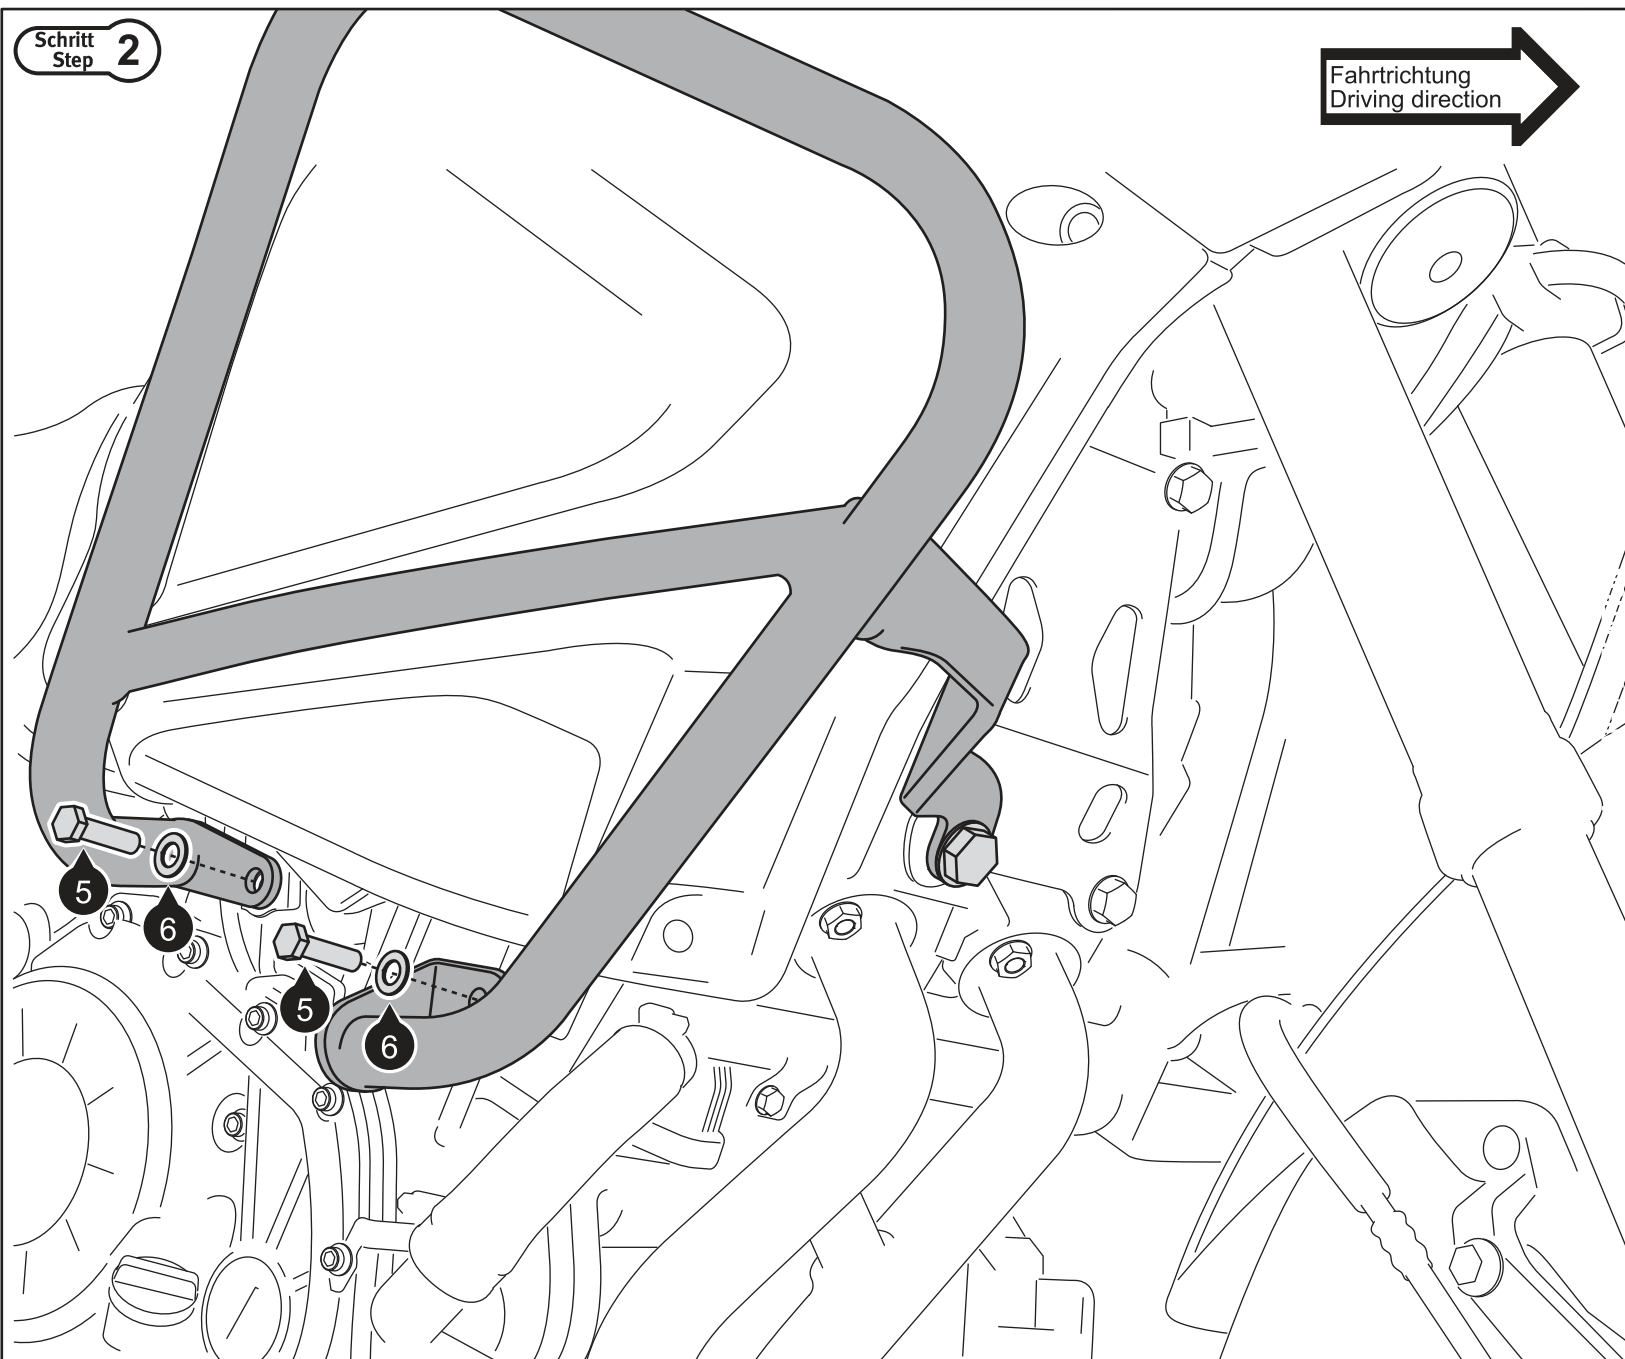 Schritt
Step 2
Fahrtrichtung
Driving direction
5
6
5
6